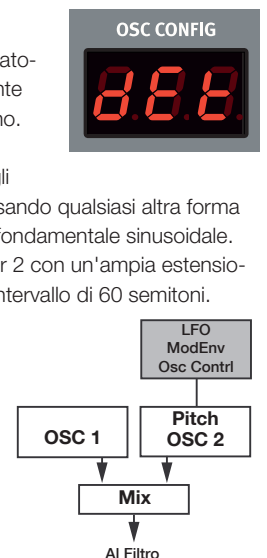 OSC CONFIG
dEt
ato-
nte
no.
gli
sando qualsiasi altra forma
fondamentale sinusoidale.
r 2 con un'ampia estensio-
ntervallo di 60 semitoni.
LFO
ModEnv
Osc Contrl
OSC 1
Pitch
OSC 2
Mix
Al Filtro